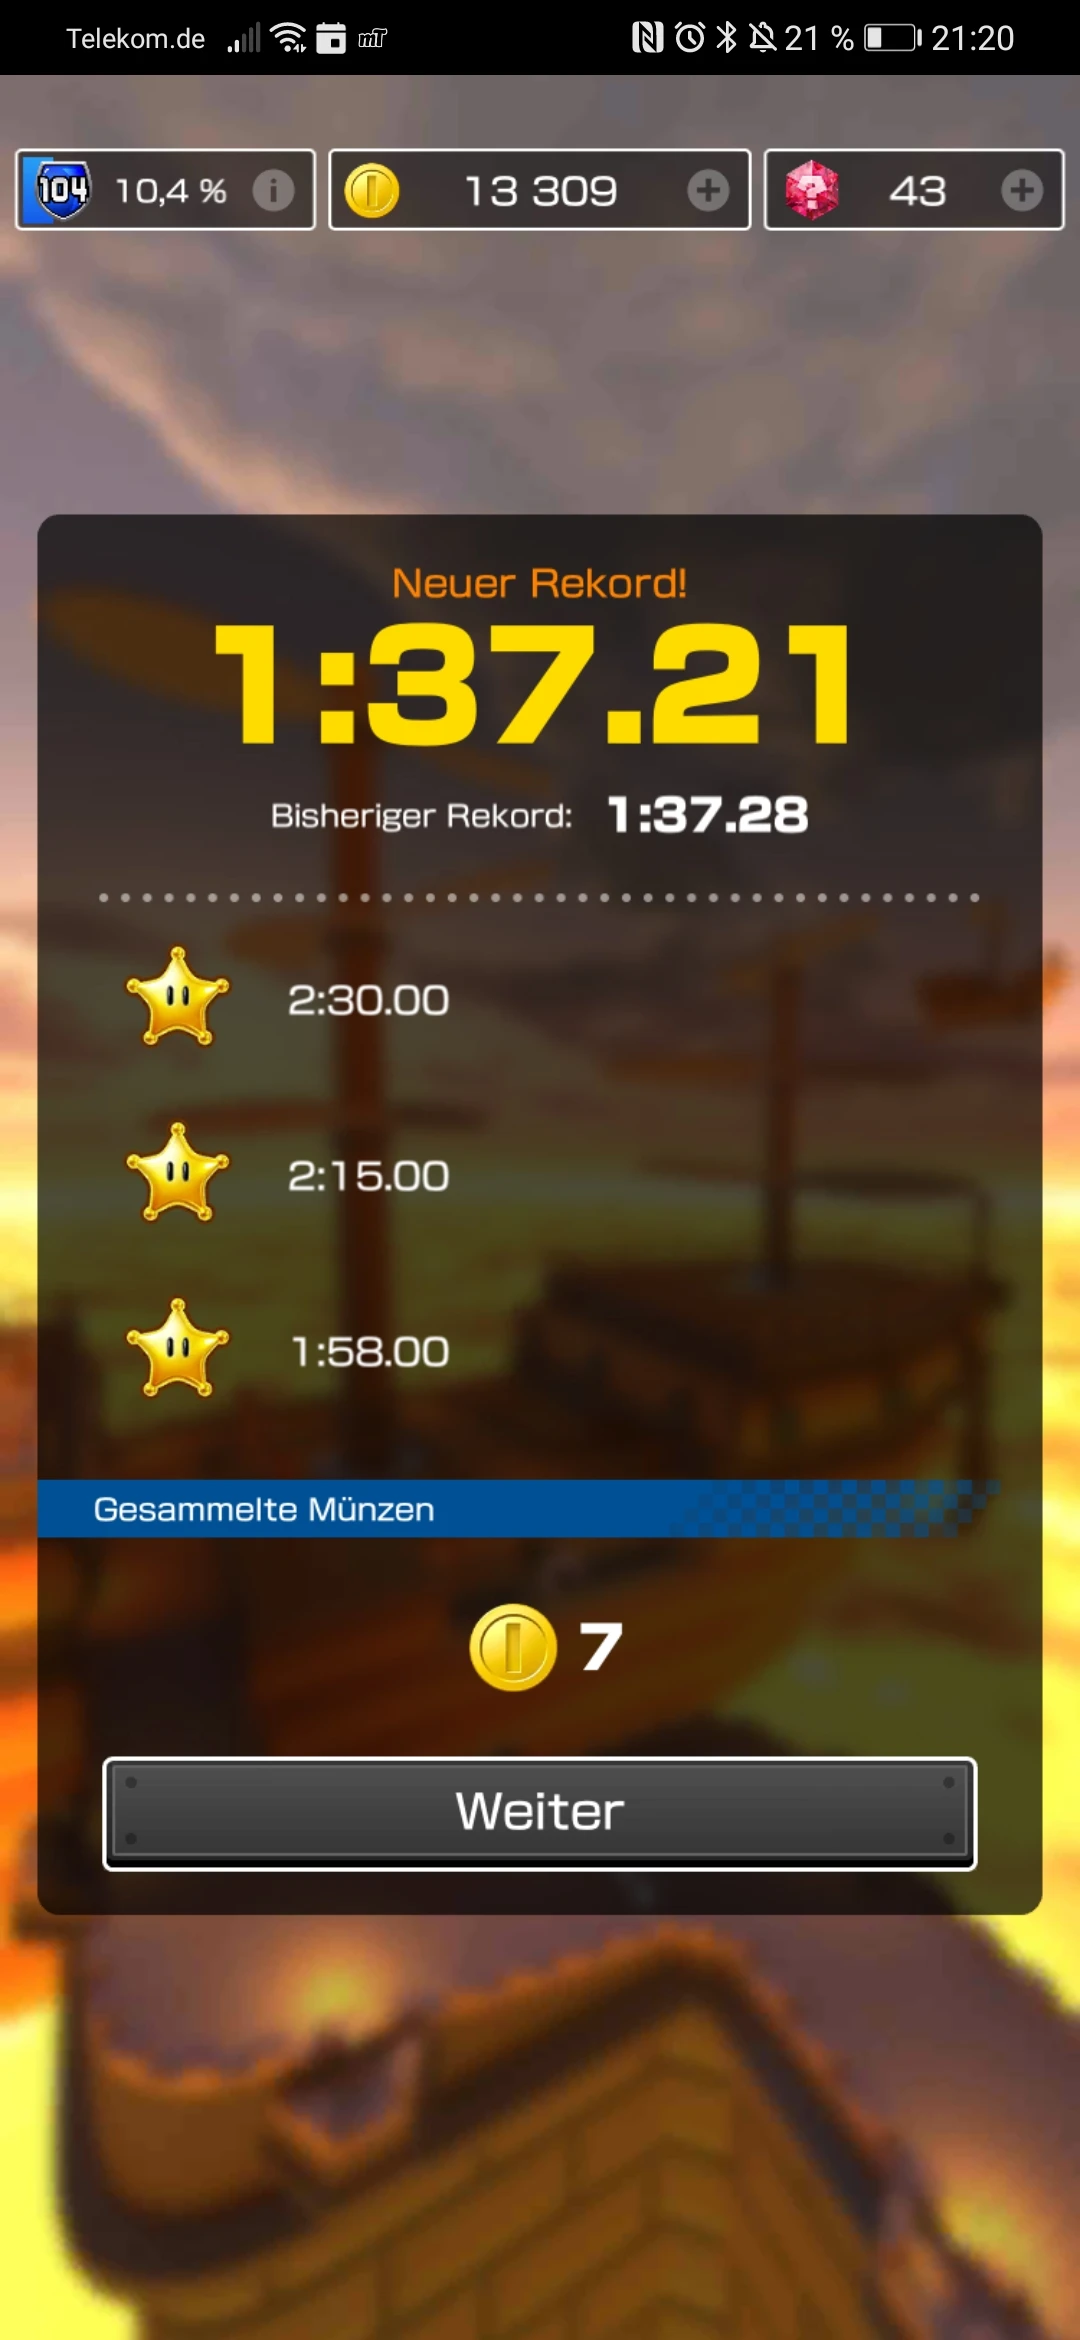 Telekom.de mT 21 % 21:20
104 10,4 % i 13 309 + 43 +
Neuer Rekord!
1:37.21
Bisheriger Rekord: 1:37.28
2:30.00
2:15.00
1:58.00
Gesammelte Münzen
7
Weiter